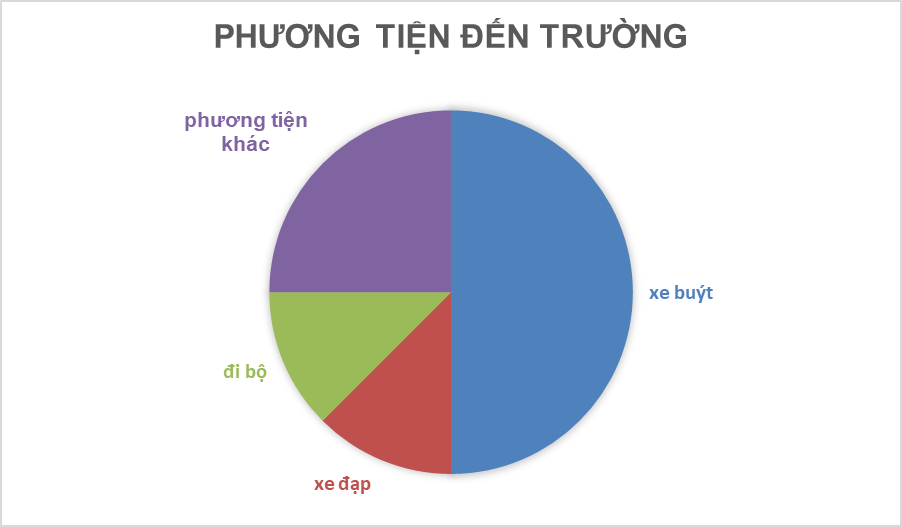 PHƯƠNG TIỆN ĐẾN TRƯỜNG
phương tiện
khác
xe buýt
đi bộ
xe đạp